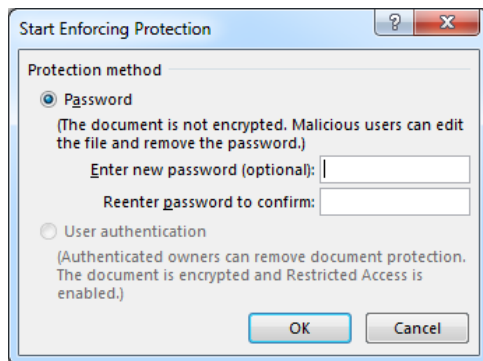 Start Enforcing Protection
Protection method
Password
(The document is not encrypted. Malicious users can edit
the file and remove the password.)
Enter new password (optional):
Reenter password to confirm:
User authentication
(Authenticated owners can remove document protection.
The document is encrypted and Restricted Access is
enabled.)
OK Cancel